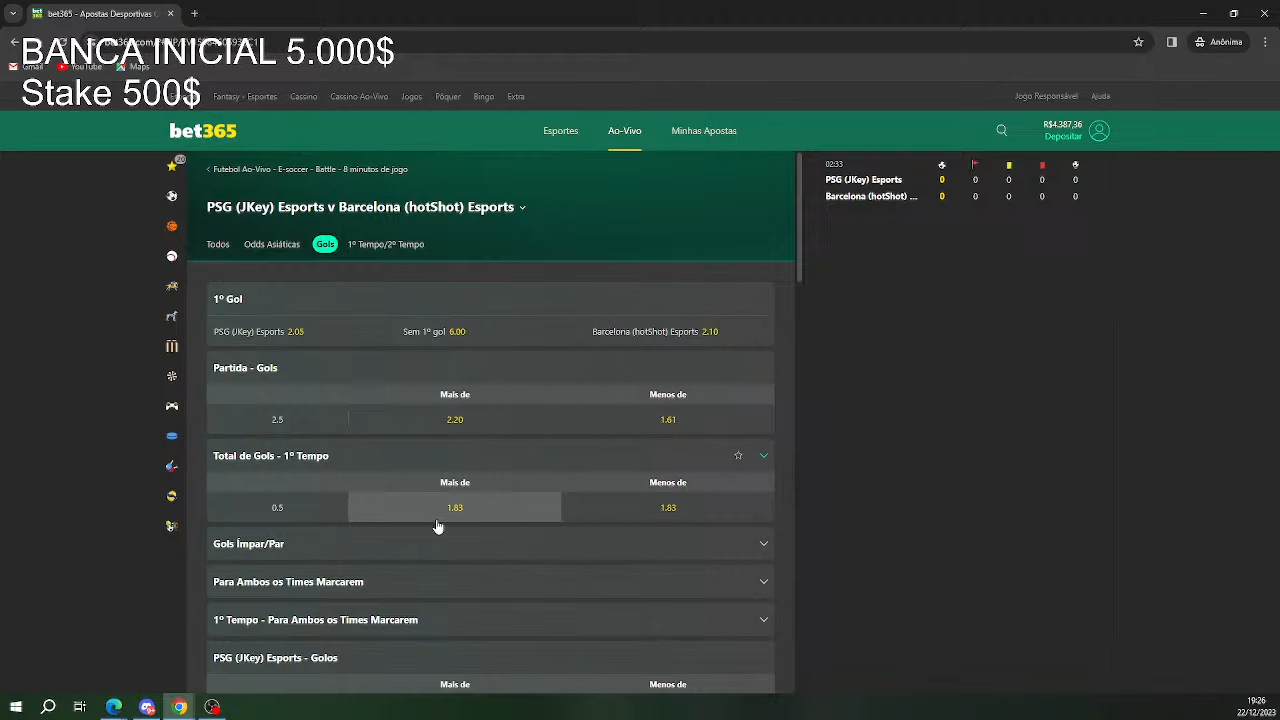 bet365 - Apostas Desportivas O
BANCA INICIAL 5.000$
Anônima
Gmail YouTube Maps
Stake 500$
Fantasy - Esportes Cassino Cassino Ao-Vivo Jogos Pôquer Bingo Extra
Jogo Responsável Ajuda
bet365
Esportes Ao-Vivo Minhas Apostas
R$4.387,36
Depositar
20
Futebol Ao-Vivo - E-soccer - Battle - 8 minutos de jogo
PSG (JKey) Esports v Barcelona (hotShot) Esports
Todos Odds Asiáticas Gols 1º Tempo/2º Tempo
02:33
PSG (JKey) Esports 0 0 0 0 0
Barcelona (hotShot) ... 0 0 0 0 0
1º Gol
PSG (JKey) Esports 2.05 Sem 1º gol 6.00 Barcelona (hotShot) Esports 2.10
Partida - Gols
Mais de Menos de
2.5 2.20 1.61
Total de Gols - 1º Tempo
Mais de Menos de
0.5 1.83 1.83
Gols Ímpar/Par
Para Ambos os Times Marcarem
1º Tempo - Para Ambos os Times Marcarem
PSG (JKey) Esports - Golos
Mais de Menos de
19:26
22/12/2023